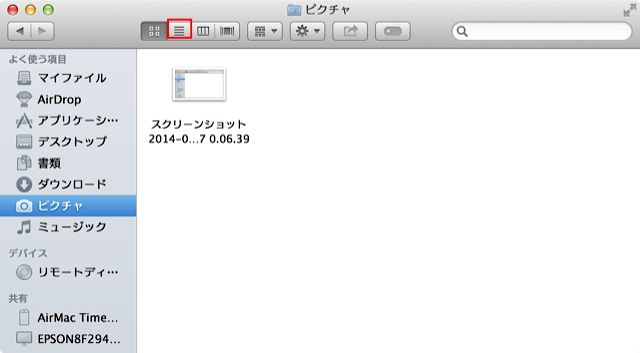 ピクチャ
よく使う項目
マイファイル
AirDrop
アプリケーシ…
デスクトップ
書類
ダウンロード
ピクチャ
ミュージック
デバイス
リモートディ…
共有
AirMac Time...
EPSON8F294...
スクリーンショット
2014-0...7 0.06.39